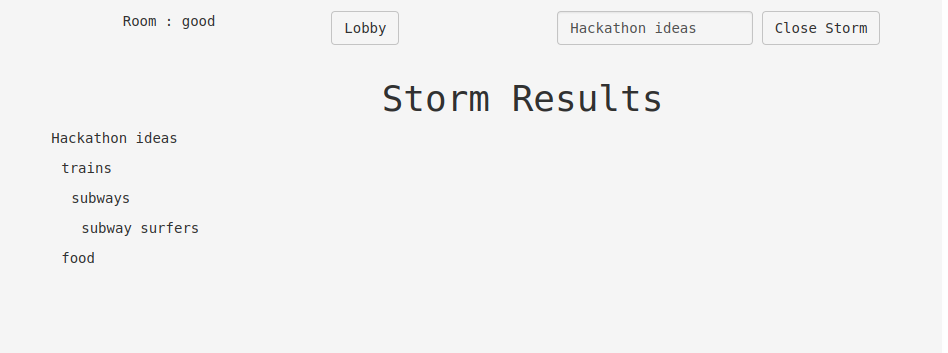 Room : good
Lobby
Hackathon ideas
Close Storm
Storm Results
Hackathon ideas
trains
subways
subway surfers
food